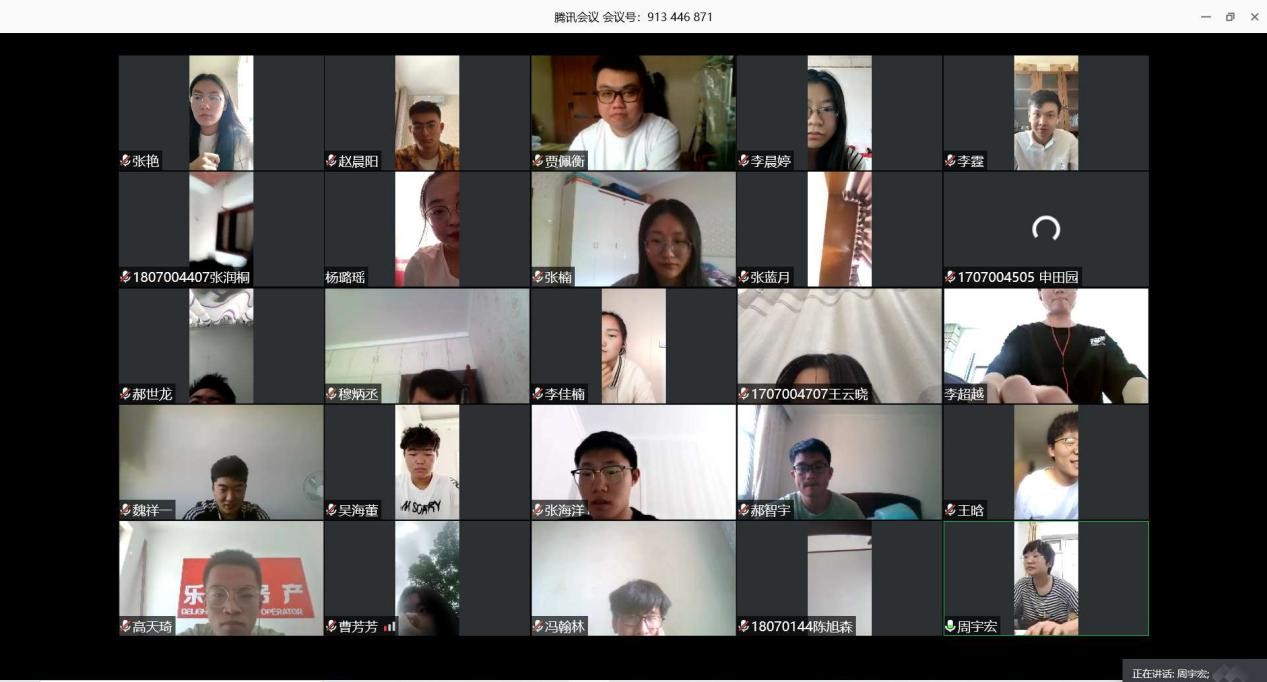 腾讯会议 会议号：913 446 871
张艳
赵晨阳
贾佩衡
李晨婷
李霆
1807004407张润桐
杨璐瑶
张楠
张蓝月
1707004505 申田园
郝世龙
穆炳丞
李佳楠
1707004707王云晓
李超越
魏祥一
吴海董
I'M SCARY
张海洋
郝智宇
王晗
乐
产
OPERATOR
高天琦
曹芳芳
冯翰林
18070144陈旭森
周宇宏
正在讲话: 周宇宏;